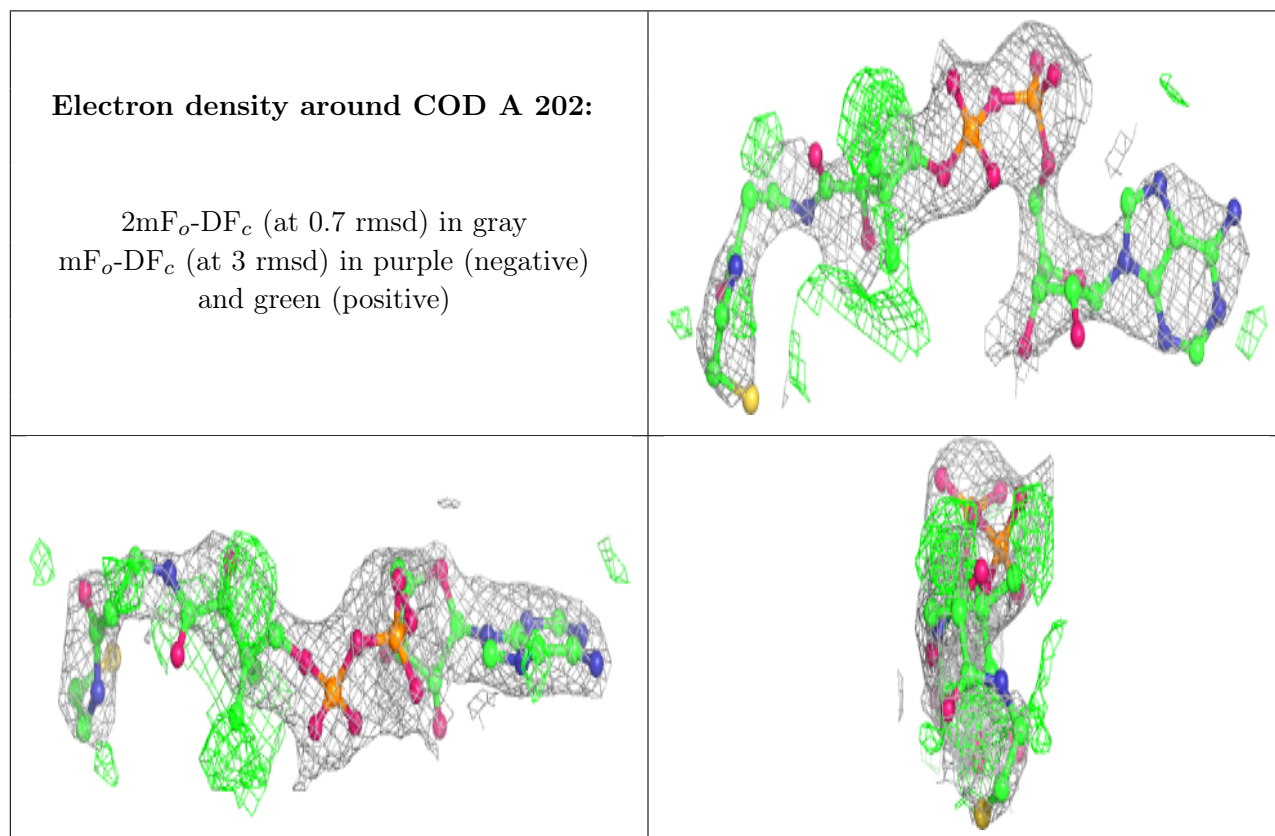 Electron density around COD A 202:
2mFo-DFc (at 0.7 rmsd) in gray
mFo-DFc (at 3 rmsd) in purple (negative)
and green (positive)